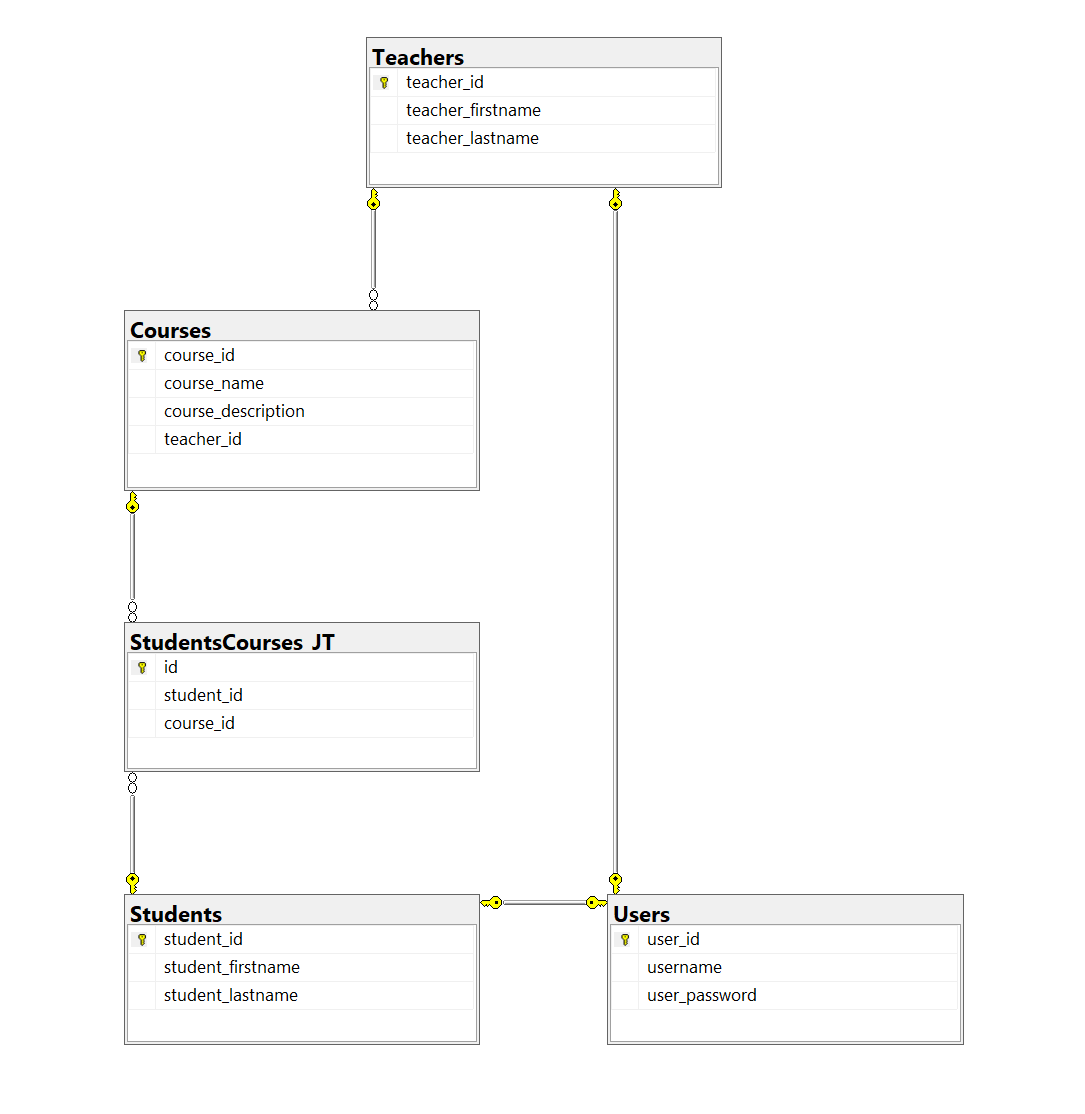 Teachers
teacher_id
teacher_firstname
teacher_lastname
Courses
course_id
course_name
course_description
teacher_id
StudentsCourses_JT
id
student_id
course_id
Students
student_id
student_firstname
student_lastname
Users
user_id
username
user_password